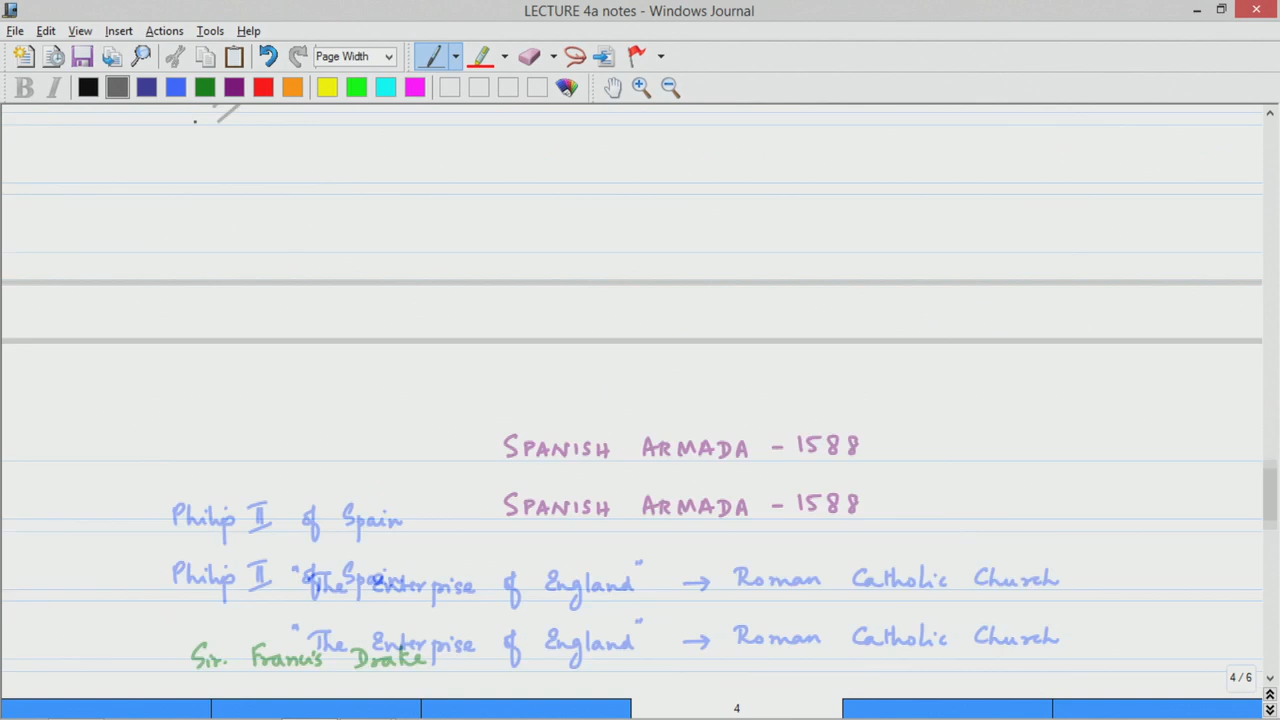 LECTURE 4a notes - Windows Journal
File Edit View Insert Actions Tools Help
Page Width
B I
SPANISH ARMADA - 1588
SPANISH ARMADA - 1588
Philip II of Spain
Philip II of Spain
"The Enterprise of England" → Roman Catholic Church
"The Enterprise of England" → Roman Catholic Church
Sir. Francis Drake
4 / 6
4